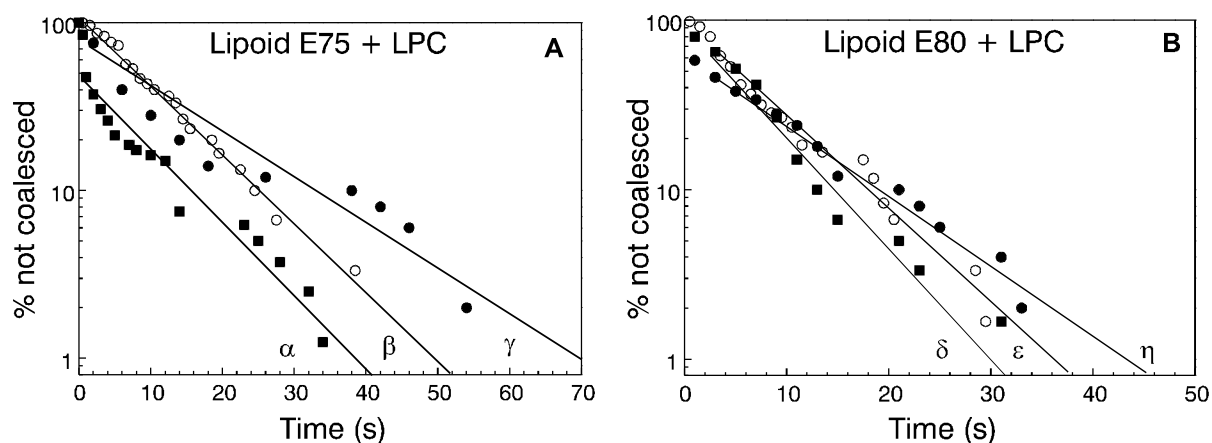 Lipoid E75 + LPC
A
% not coalesced
100
10
1
α
β
γ
0 10 20 30 40 50 60 70
Time (s)
Lipoid E80 + LPC
B
% not coalesced
100
10
1
δ
ε
η
0 10 20 30 40 50
Time (s)